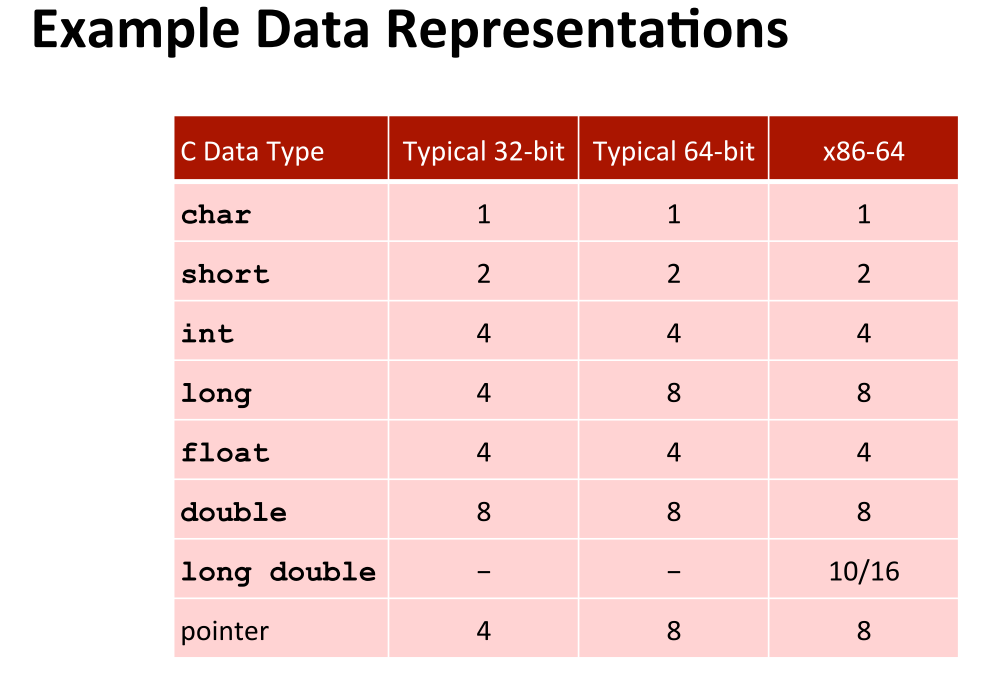 Example Data Representations
C Data Type Typical 32-bit Typical 64-bit x86-64
char 1 1 1
short 2 2 2
int 4 4 4
long 4 8 8
float 4 4 4
double 8 8 8
long double – – 10/16
pointer 4 8 8